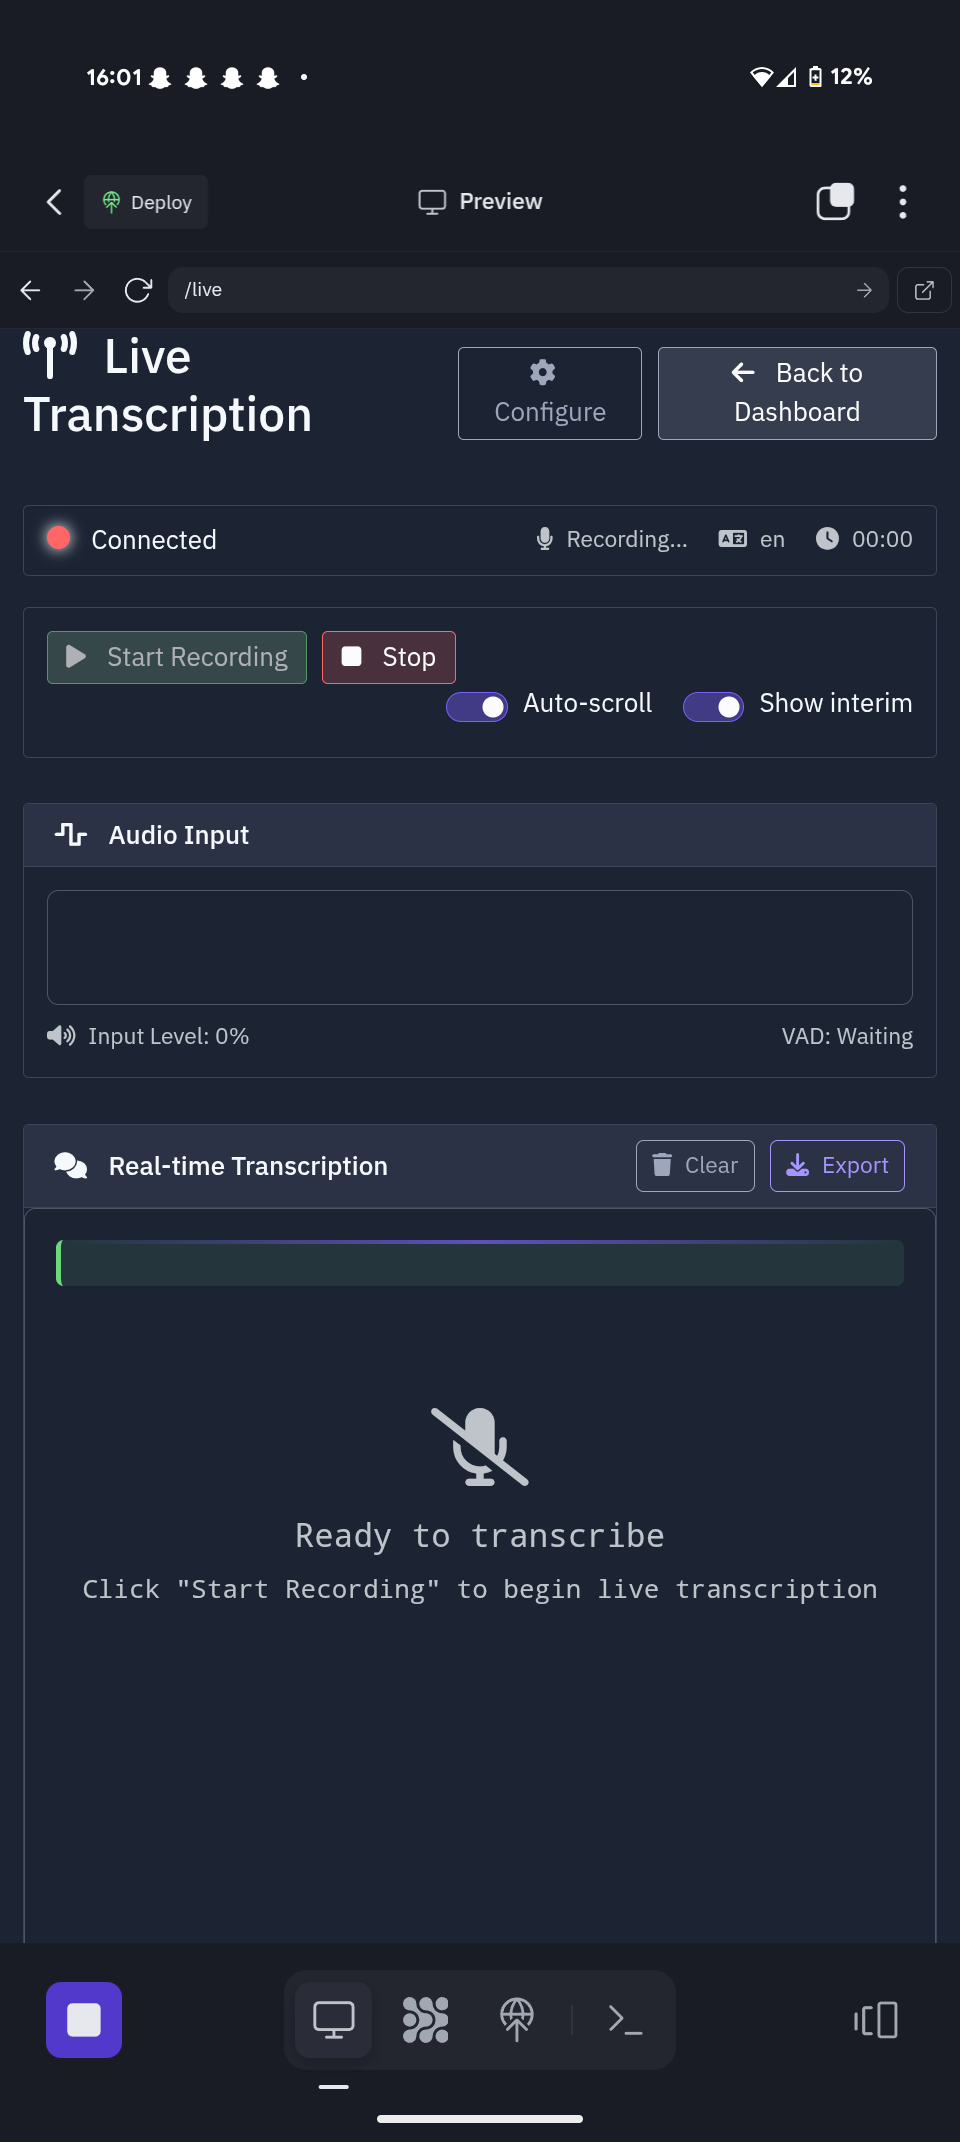 16:01
12%
Deploy
Preview
/live
Live
Transcription
Configure
Back to
Dashboard
Connected
Recording...
en
00:00
Start Recording
Stop
Auto-scroll
Show interim
Audio Input
Input Level: 0%
VAD: Waiting
Real-time Transcription
Clear
Export
Ready to transcribe
Click "Start Recording" to begin live transcription